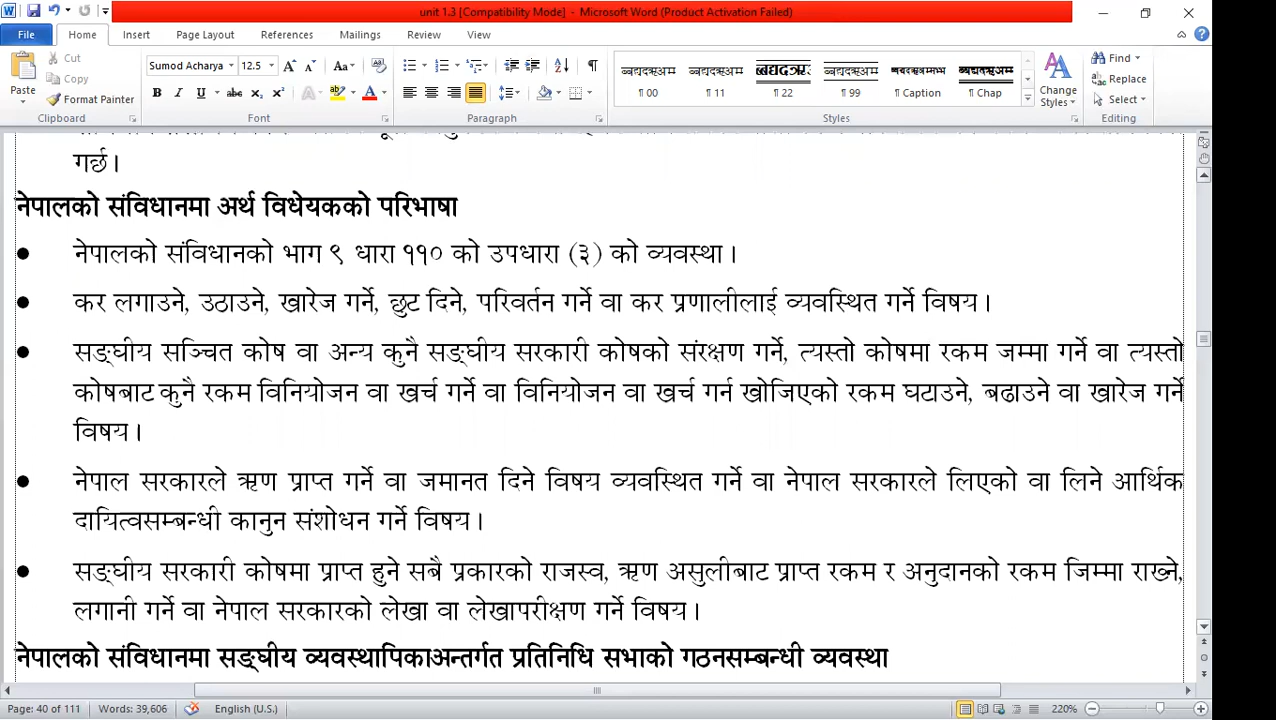 unit 1.3 [Compatibility Mode] - Microsoft Word (Product Activation Failed)
File Home Insert Page Layout References Mailings Review View
Paste Cut Copy Format Painter
Sumod Acharya 12.5
¶ 00 ¶ 11 ¶ 22 ¶ 99 ¶ Caption ¶ Chap
Change Styles
Find Replace Select
Clipboard Font Paragraph Styles Editing
गर्छ।
नेपालको संविधानमा अर्थ विधेयकको परिभाषा
● नेपालको संविधानको भाग ९ धारा ११० को उपधारा (३) को व्यवस्था।
● कर लगाउने, उठाउने, खारेज गर्ने, छुट दिने, परिवर्तन गर्ने वा कर प्रणालीलाई व्यवस्थित गर्ने विषय।
● सङ्घीय सञ्चित कोष वा अन्य कुनै सङ्घीय सरकारी कोषको संरक्षण गर्ने, त्यस्तो कोषमा रकम जम्मा गर्ने वा त्यस्तो
कोषबाट कुनै रकम विनियोजन वा खर्च गर्ने वा विनियोजन वा खर्च गर्न खोजिएको रकम घटाउने, बढाउने वा खारेज गर्ने
विषय।
● नेपाल सरकारले ऋण प्राप्त गर्ने वा जमानत दिने विषय व्यवस्थित गर्ने वा नेपाल सरकारले लिएको वा लिने आर्थिक
दायित्वसम्बन्धी कानुन संशोधन गर्ने विषय।
● सङ्घीय सरकारी कोषमा प्राप्त हुने सबै प्रकारको राजस्व, ऋण असुलीबाट प्राप्त रकम र अनुदानको रकम जिम्मा राख्ने,
लगानी गर्ने वा नेपाल सरकारको लेखा वा लेखापरीक्षण गर्ने विषय।
नेपालको संविधानमा सङ्घीय व्यवस्थापिकाअन्तर्गत प्रतिनिधि सभाको गठनसम्बन्धी व्यवस्था
Page: 40 of 111 Words: 39,606 English (U.S.) 220%